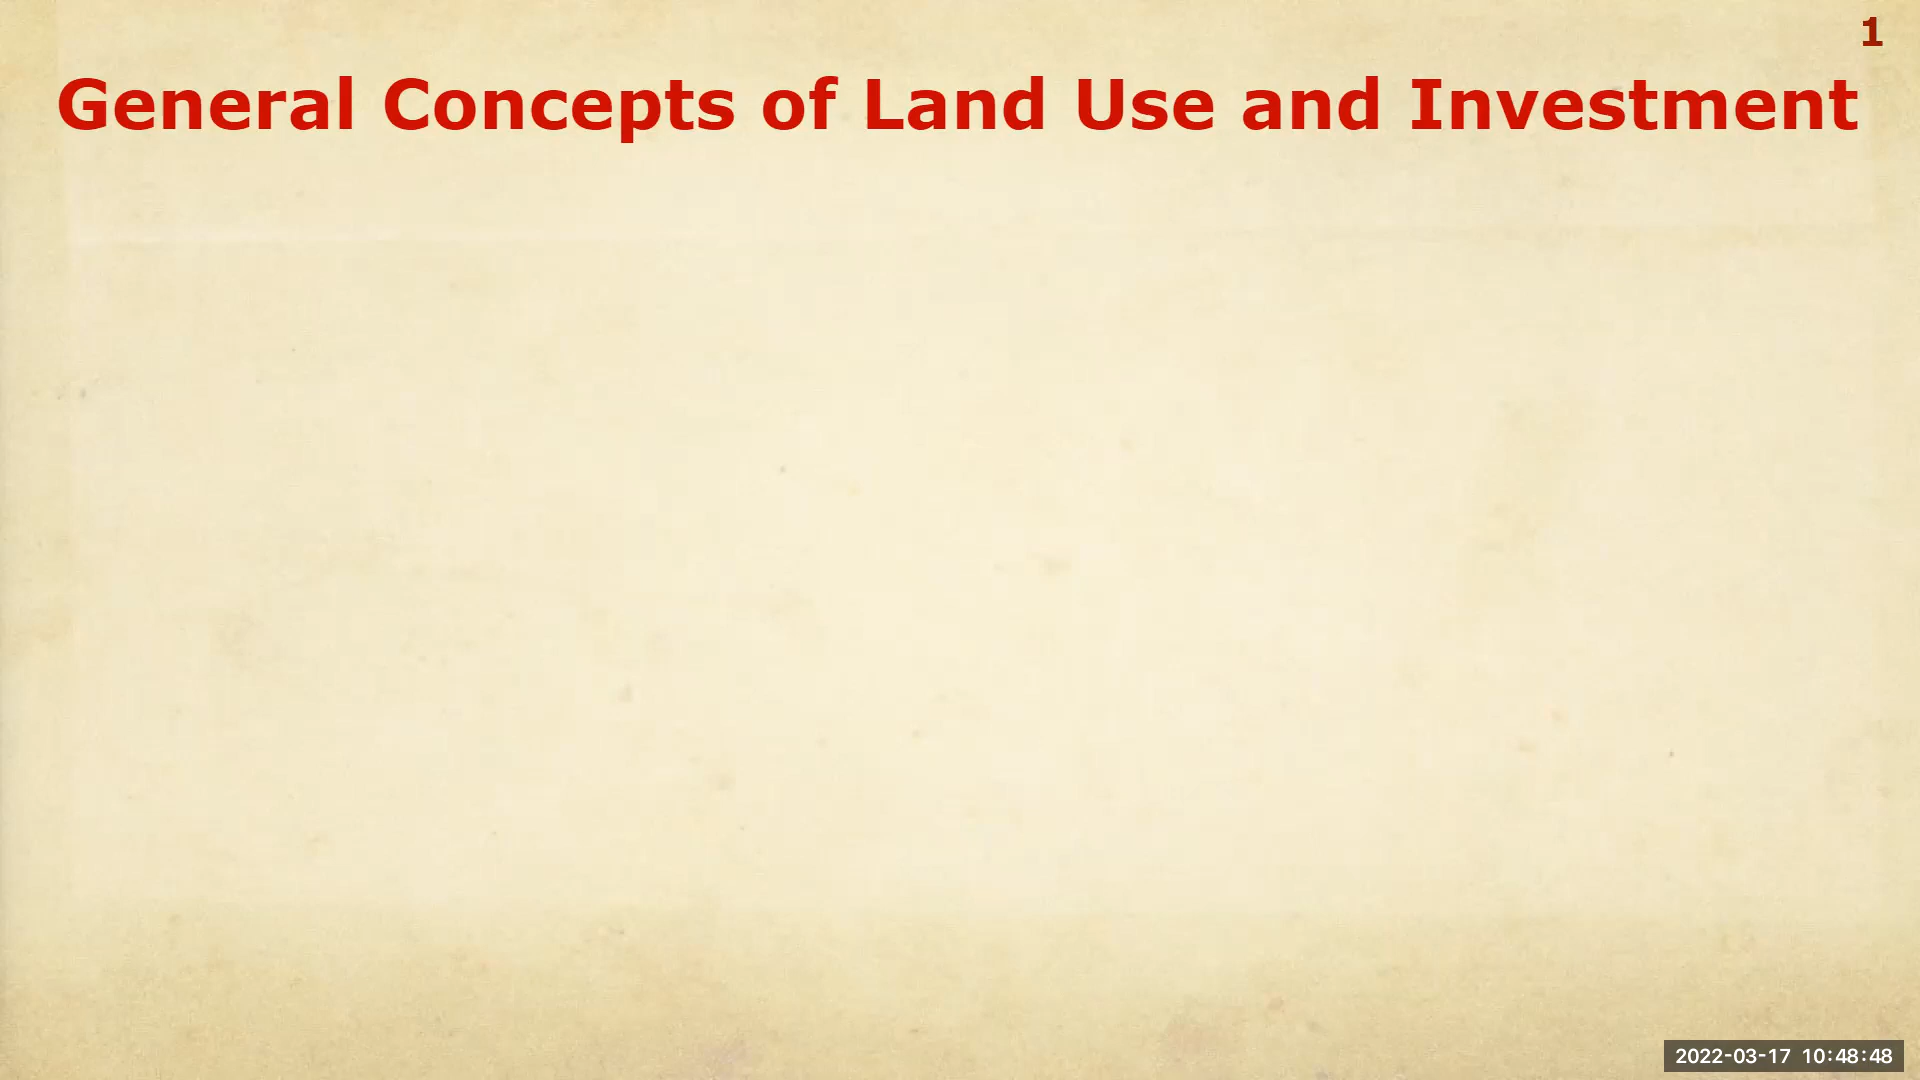 1
General Concepts of Land Use and Investment
2022-03-17 10:48:48